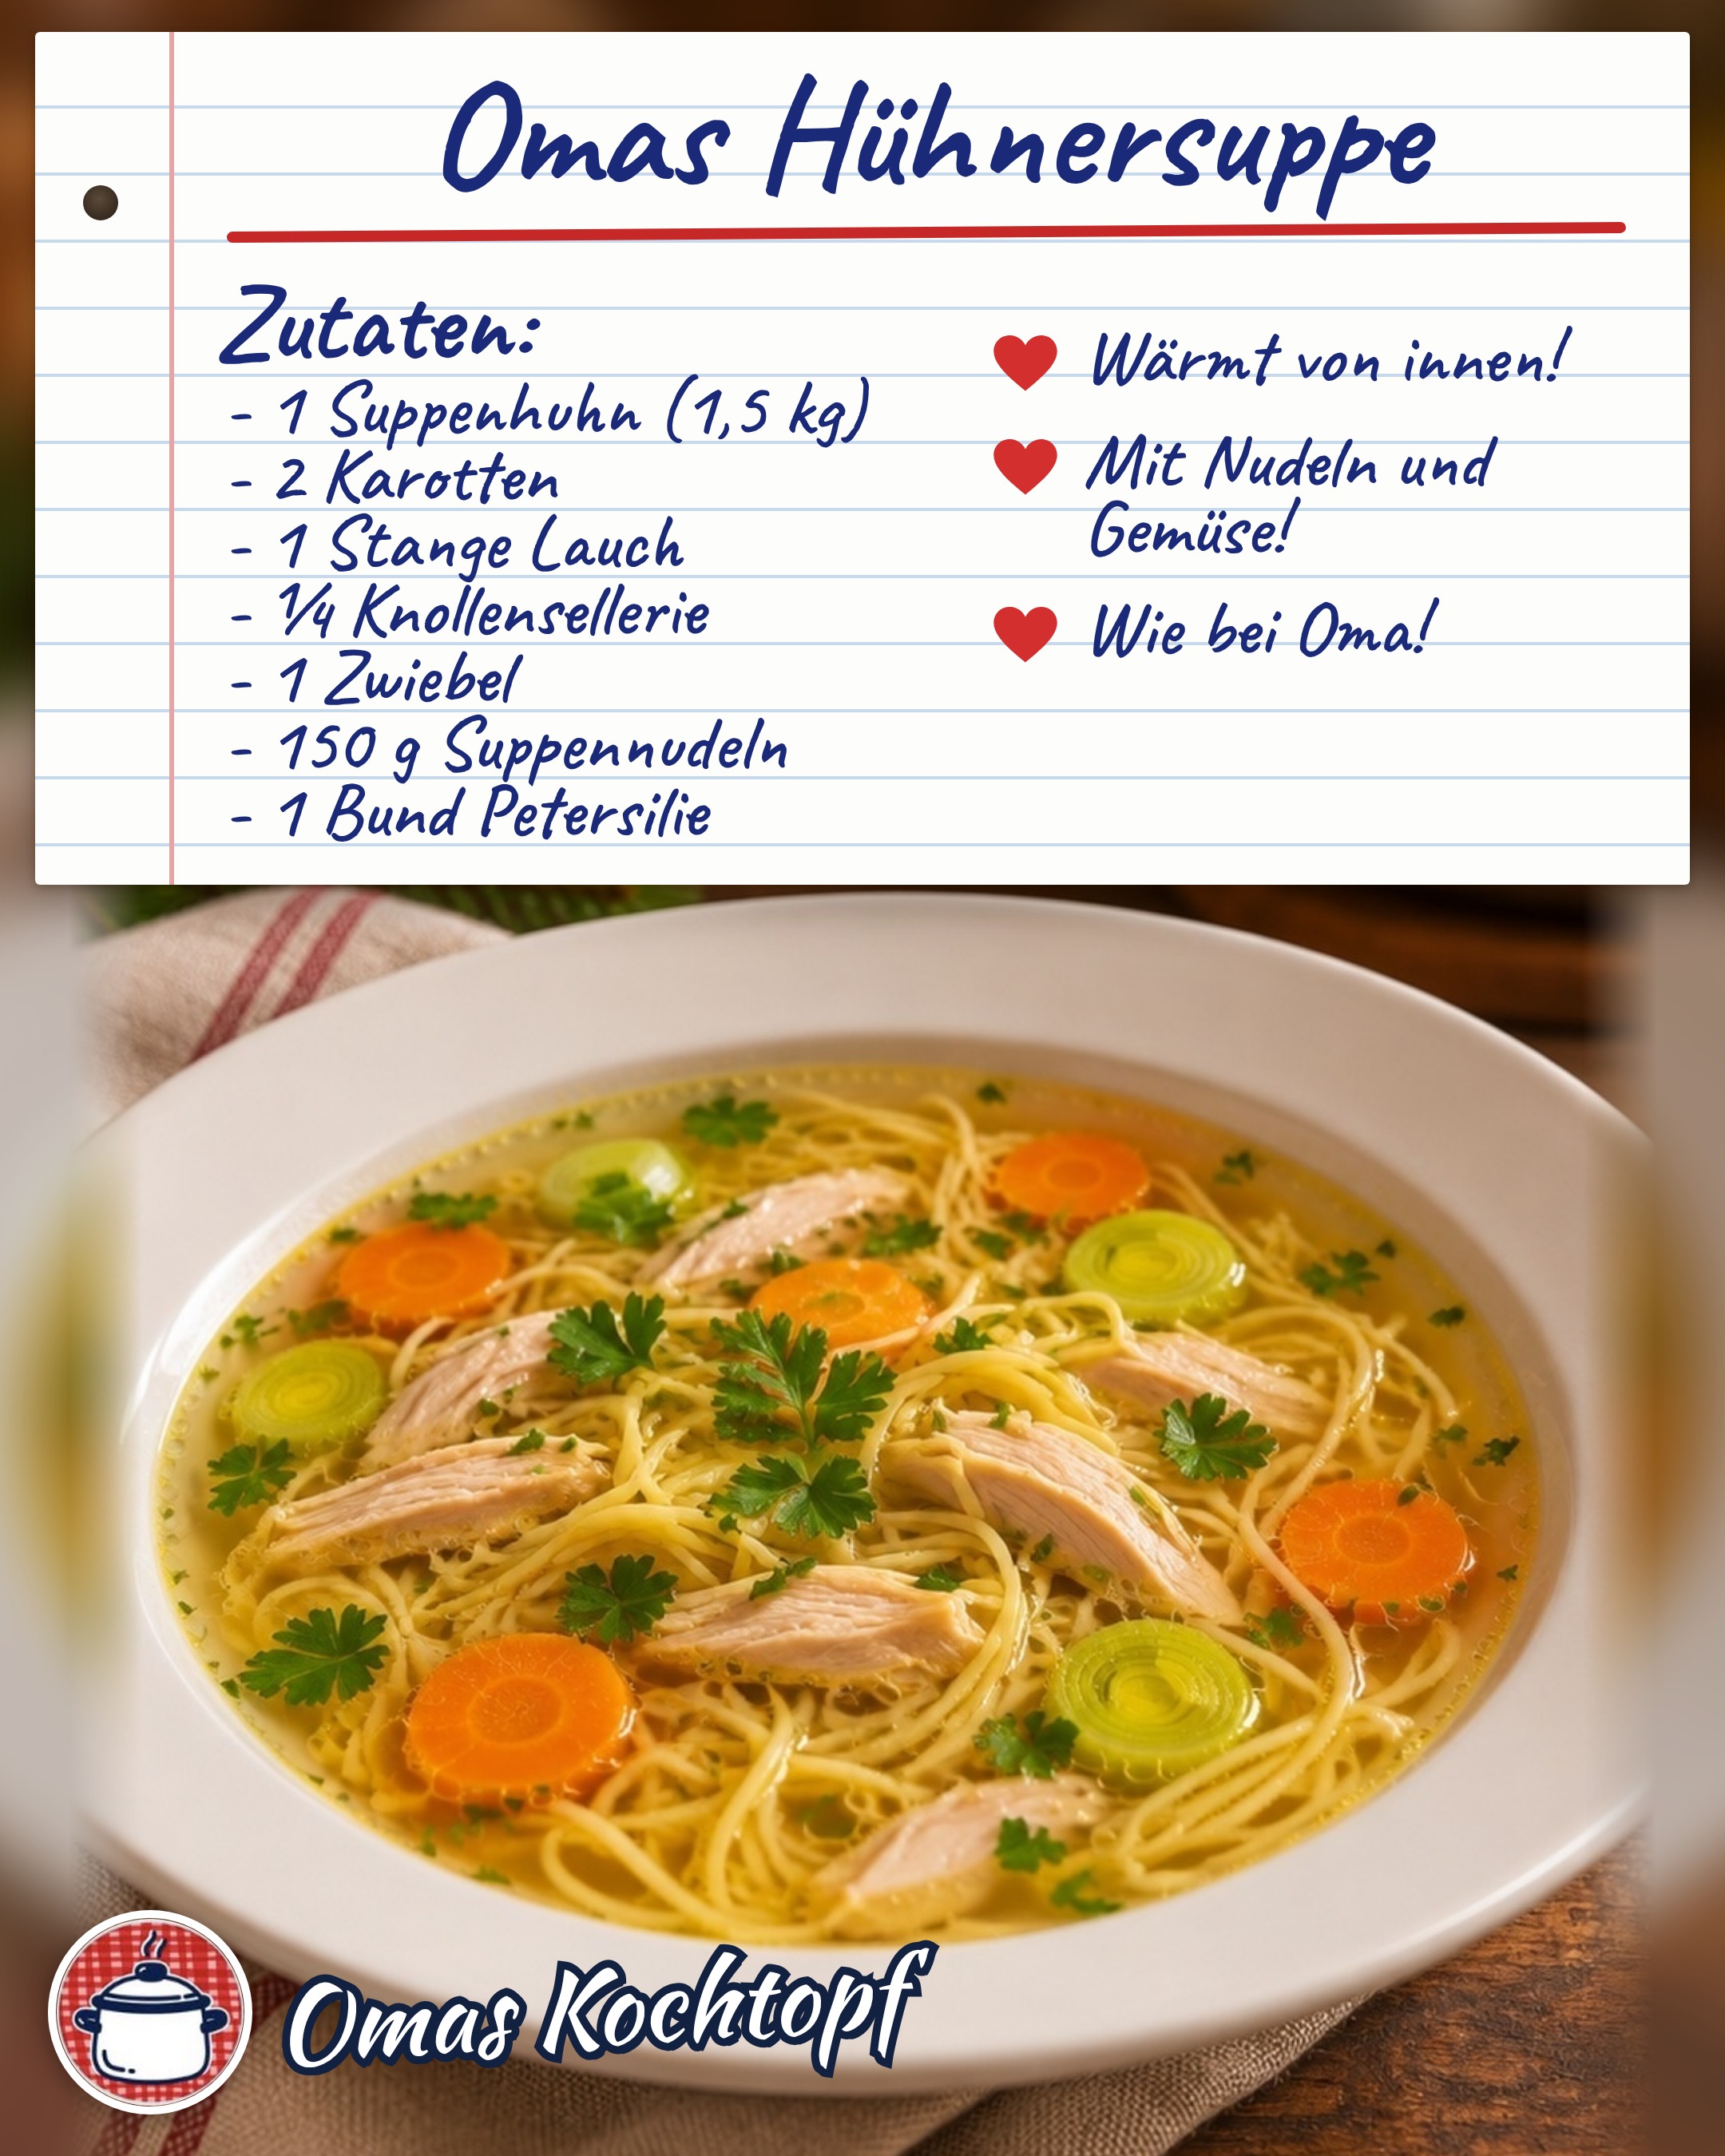 Omas Hühnersuppe
Zutaten:
- 1 Suppenhuhn (1,5 kg)
- 2 Karotten
- 1 Stange Lauch
- ¼ Knollensellerie
- 1 Zwiebel
- 150 g Suppennudeln
- 1 Bund Petersilie
Wärmt von innen!
Mit Nudeln und
Gemüse!
Wie bei Oma!
Omas Kochtopf